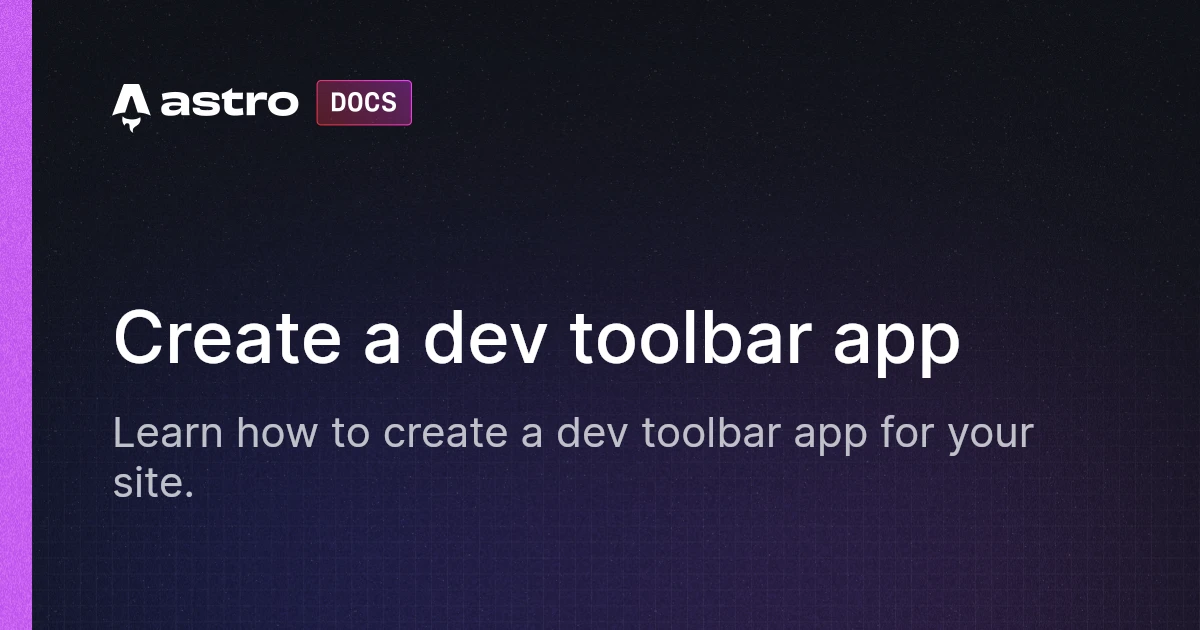 astro DOCS
Create a dev toolbar app
Learn how to create a dev toolbar app for your
site.